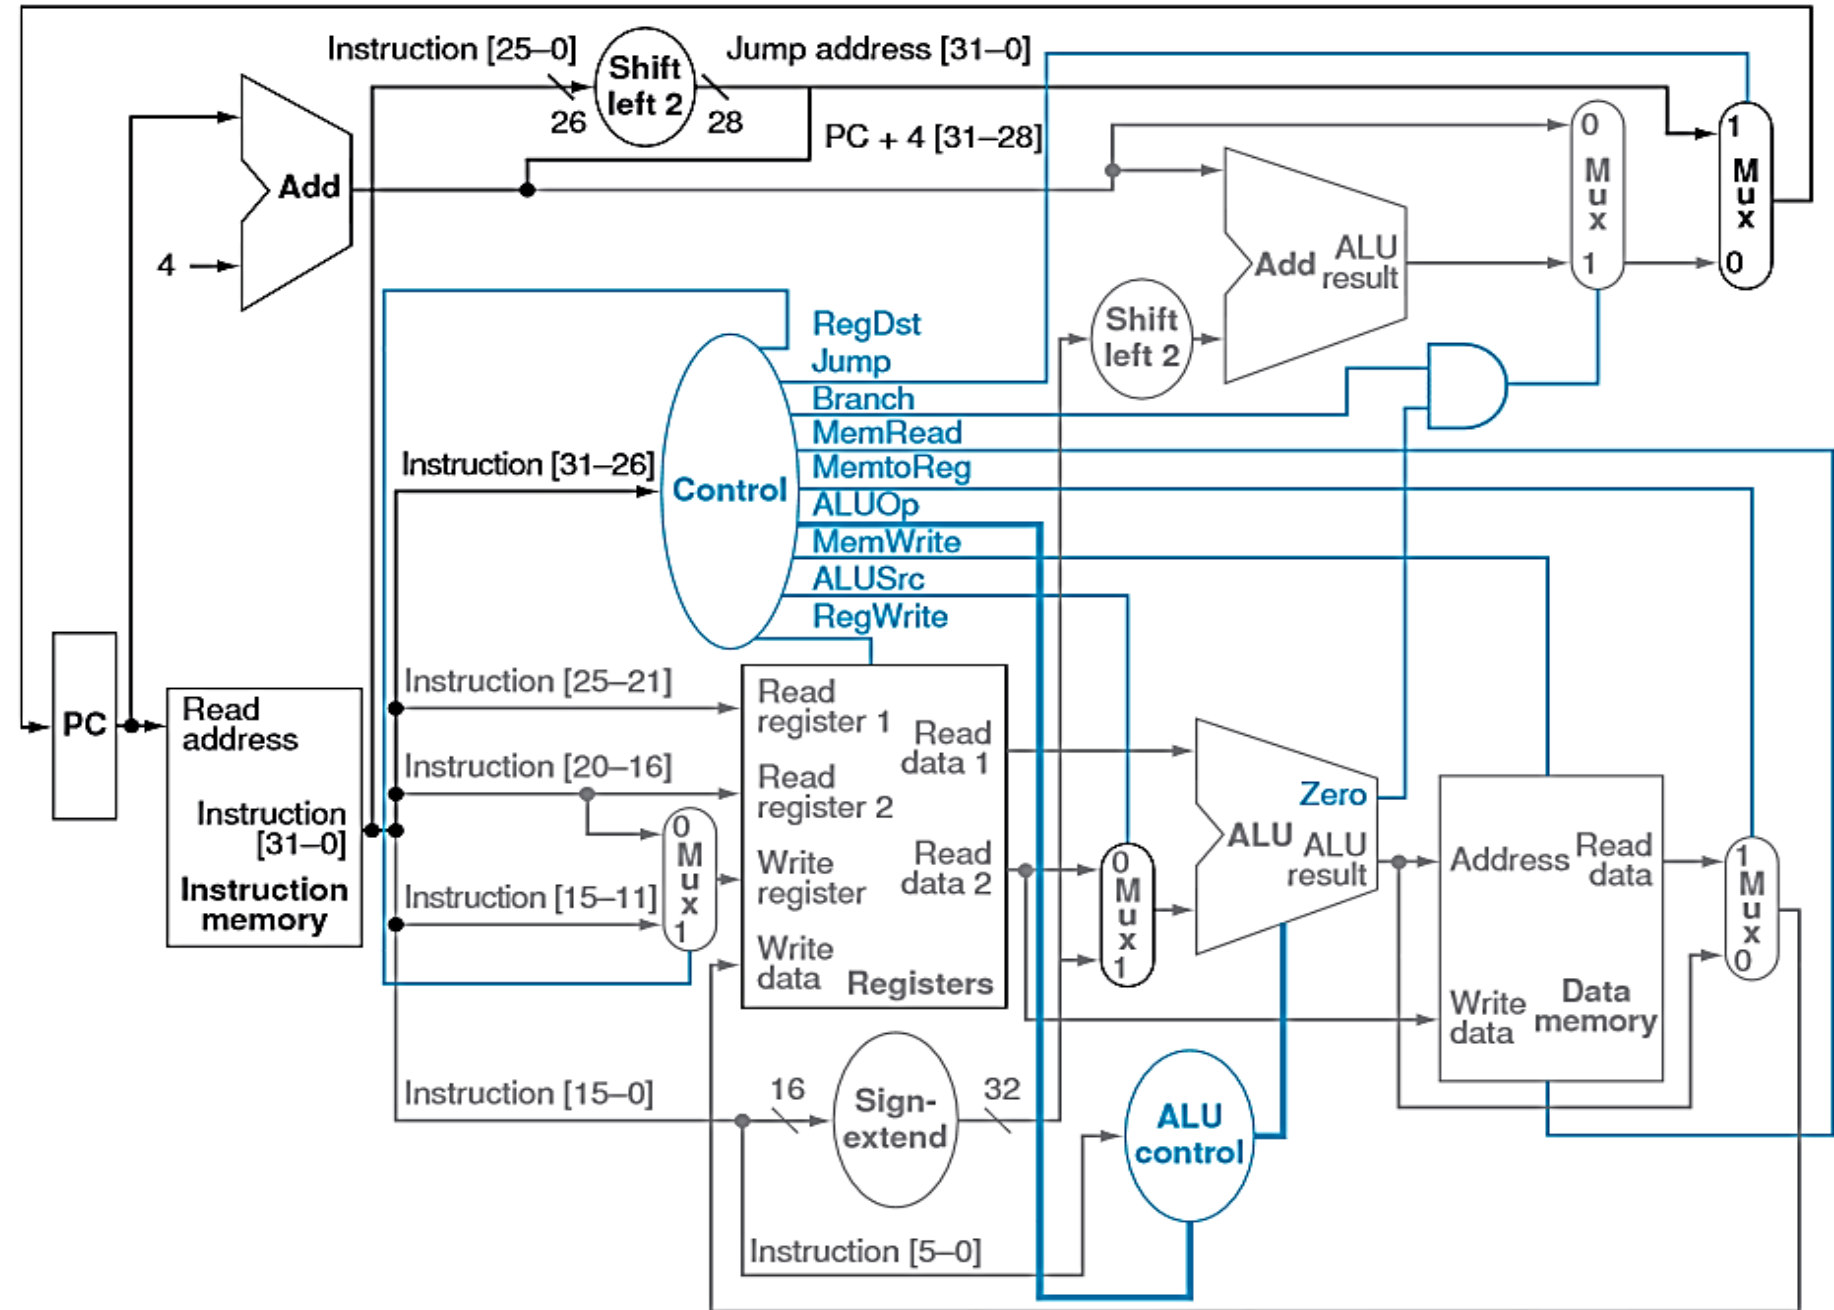 Instruction [25–0]
Shift
left 2
Jump address [31–0]
26
28
PC + 4 [31–28]
Add
4
0
M
u
x
1
1
M
u
x
0
Add
ALU
result
Shift
left 2
RegDst
Jump
Branch
MemRead
MemtoReg
ALUOp
MemWrite
ALUSrc
RegWrite
Instruction [31–26]
Control
PC
Read
address
Instruction
[31–0]
Instruction
memory
Instruction [25–21]
Instruction [20–16]
Instruction [15–11]
0
M
u
x
1
Read
register 1
Read
register 2
Write
register
Write
data
Read
data 1
Read
data 2
Registers
0
M
u
x
1
Zero
ALU
ALU
result
Address
Read
data
Write
data
Data
memory
1
M
u
x
0
Instruction [15–0]
16
Sign-
extend
32
ALU
control
Instruction [5–0]